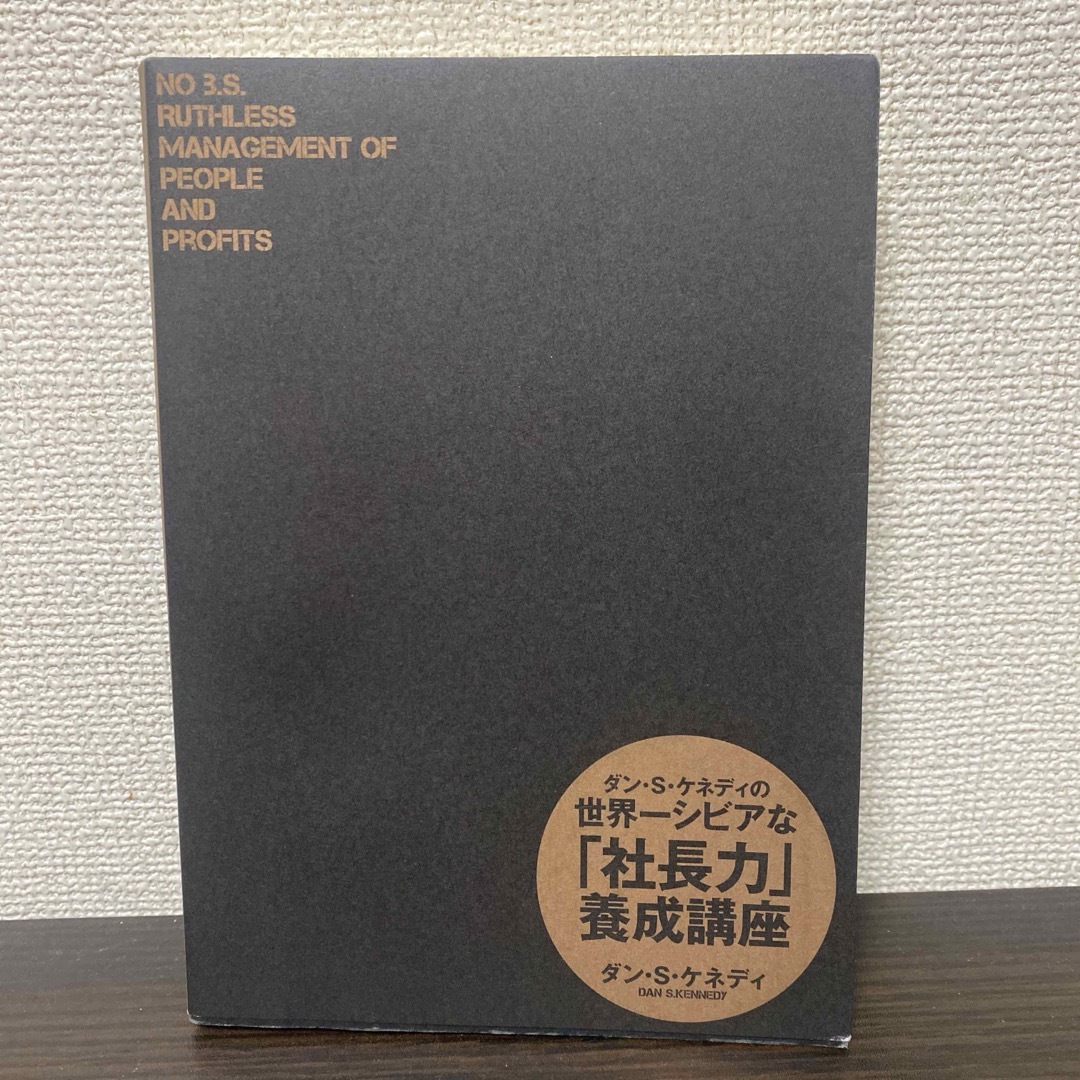 NO B.S.
RUTHLESS
MANAGEMENT OF
PEOPLE
AND
PROFITS
ダン・S・ケネディの
世界一シビアな
「社長力」
養成講座
ダン・S・ケネディ
DAN S.KENNEDY